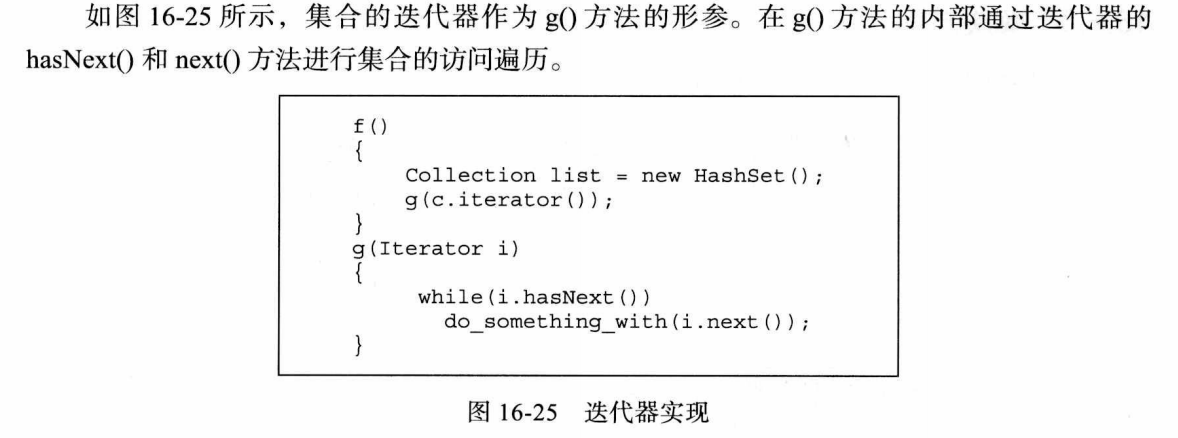 如图 16-25 所示，集合的迭代器作为 g() 方法的形参。在 g() 方法的内部通过迭代器的
hasNext() 和 next() 方法进行集合的访问遍历。
f()
{
Collection list = new HashSet();
g(c.iterator());
}
g(Iterator i)
{
while(i.hasNext())
do_something_with(i.next());
}
图 16-25 迭代器实现